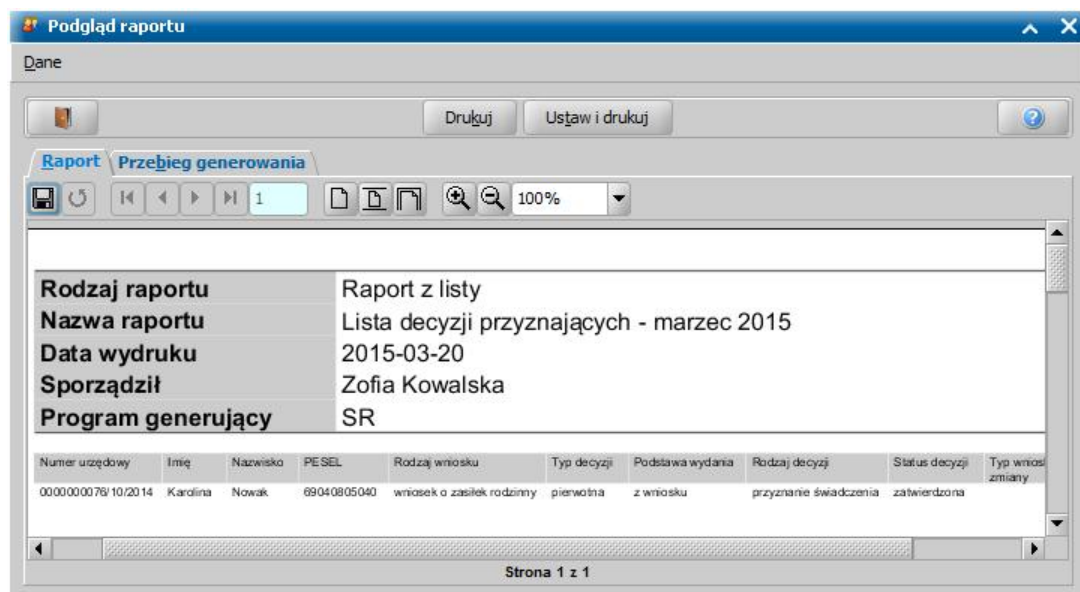 Podgląd raportu
Dane
Drukuj Ustaw i drukuj
Raport Przebieg generowania
1 100%
Rodzaj raportu Raport z listy
Nazwa raportu Lista decyzji przyznających - marzec 2015
Data wydruku 2015-03-20
Sporządził Zofia Kowalska
Program generujący SR
Numer urzędowy Imię Nazwisko PESEL Rodzaj wniosku Typ decyzji Podstawa wydania Rodzaj decyzji Status decyzji Typ wnios
zmiany
0000000076/10/2014 Karolina Nowak 69040805040 wniosek o zasiłek rodzinny pierwotna z wniosku przyznanie świadczenia zatwierdzona
Strona 1 z 1